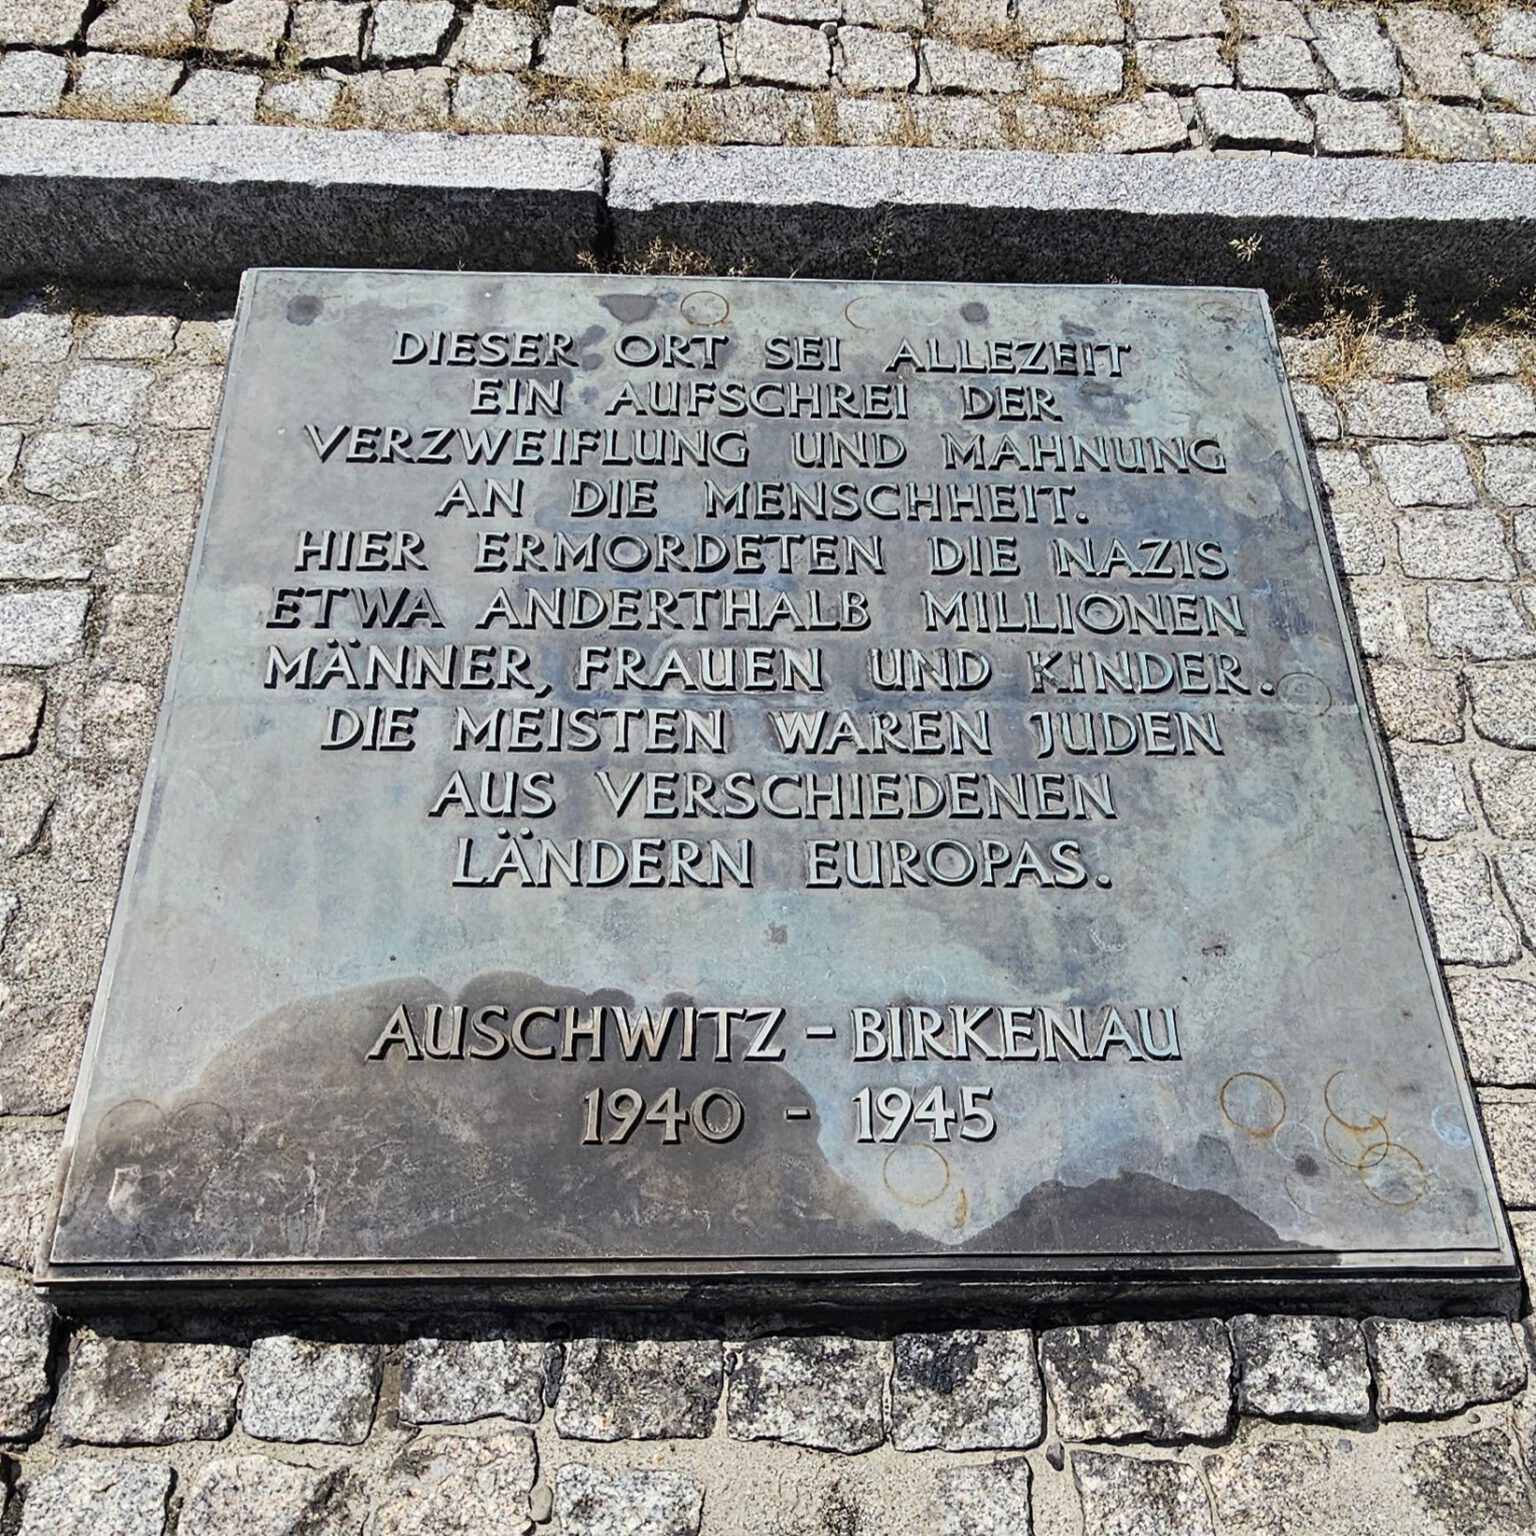 DIESER ORT SEI ALLEZEIT
EIN AUFSCHREI DER
VERZWEIFLUNG UND MAHNUNG
AN DIE MENSCHHEIT.
HIER ERMORDETEN DIE NAZIS
ETWA ANDERTHALB MILLIONEN
MÄNNER, FRAUEN UND KINDER.
DIE MEISTEN WAREN JUDEN
AUS VERSCHIEDENEN
LÄNDERN EUROPAS.
AUSCHWITZ - BIRKENAU
1940 - 1945